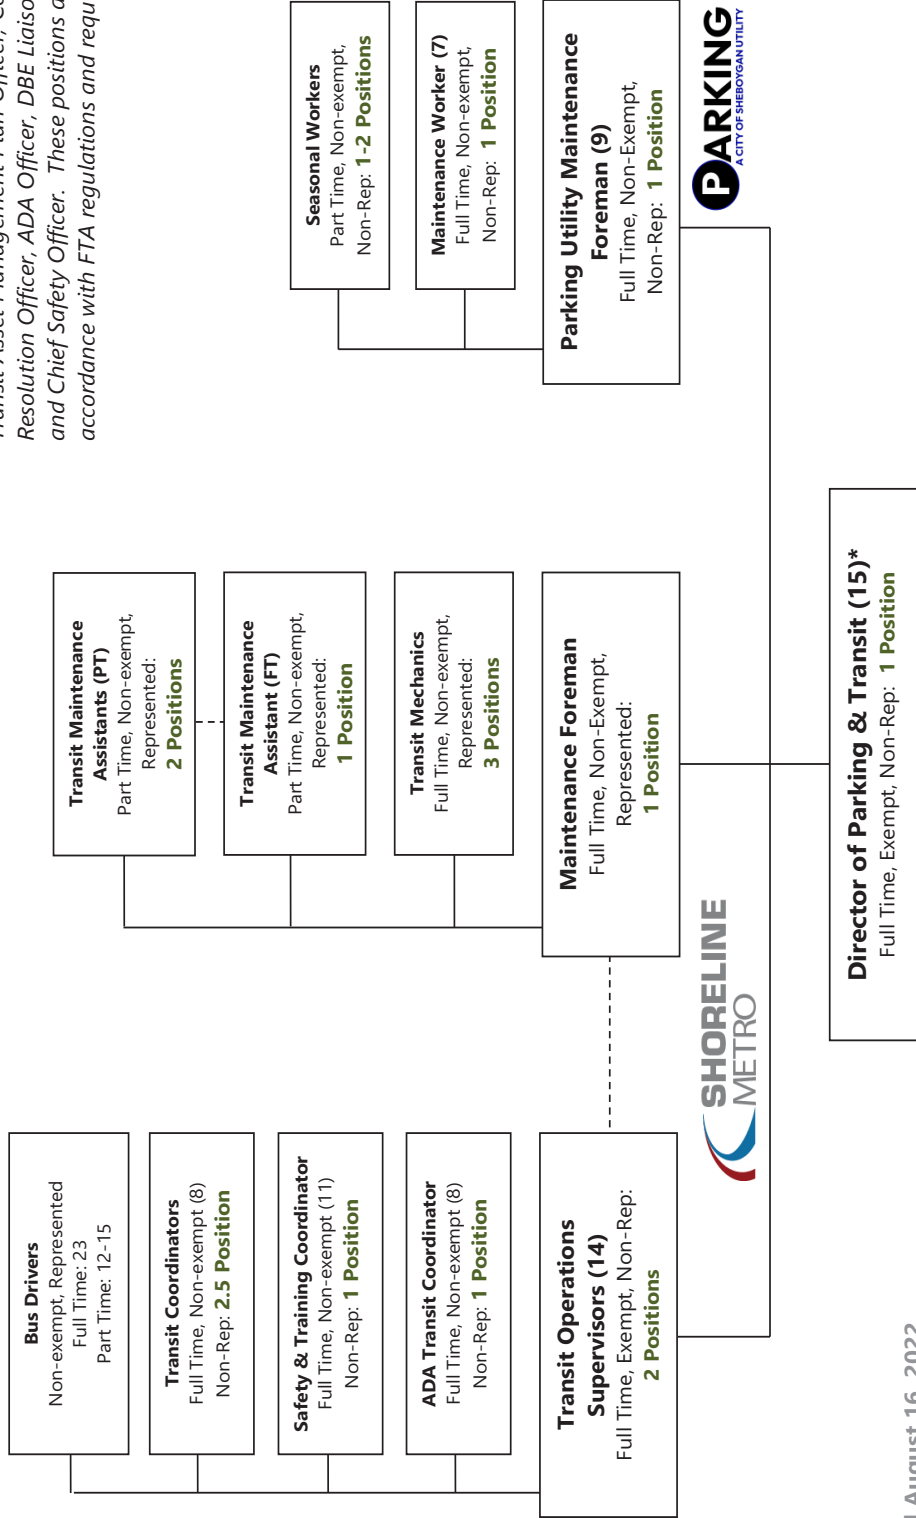 Resolution Officer, ADA Officer, DBE Liaiso
and Chief Safety Officer. These positions a
accordance with FTA regulations and requ
Bus Drivers
Non-exempt, Represented
Full Time: 23
Part Time: 12-15
Transit Coordinators
Full Time, Non-exempt (8)
Non-Rep: 2.5 Position
Safety & Training Coordinator
Full Time, Non-exempt (11)
Non-Rep: 1 Position
ADA Transit Coordinator
Full Time, Non-exempt (8)
Non-Rep: 1 Position
Transit Operations
Supervisors (14)
Full Time, Exempt, Non-Rep:
2 Positions
Transit Maintenance
Assistants (PT)
Part Time, Non-exempt,
Represented:
2 Positions
Transit Maintenance
Assistant (FT)
Part Time, Non-exempt,
Represented:
1 Position
Transit Mechanics
Full Time, Non-exempt,
Represented:
3 Positions
Maintenance Foreman
Full Time, Non-Exempt,
Represented:
1 Position
Seasonal Workers
Part Time, Non-exempt,
Non-Rep: 1-2 Positions
Maintenance Worker (7)
Full Time, Non-exempt,
Non-Rep: 1 Position
Parking Utility Maintenance
Foreman (9)
Full Time, Non-Exempt,
Non-Rep: 1 Position
SHORELINE
METRO
PARKING
A CITY OF SHEBOYGAN UTILITY
Director of Parking & Transit (15)*
Full Time, Exempt, Non-Rep: 1 Position
August 16, 2022